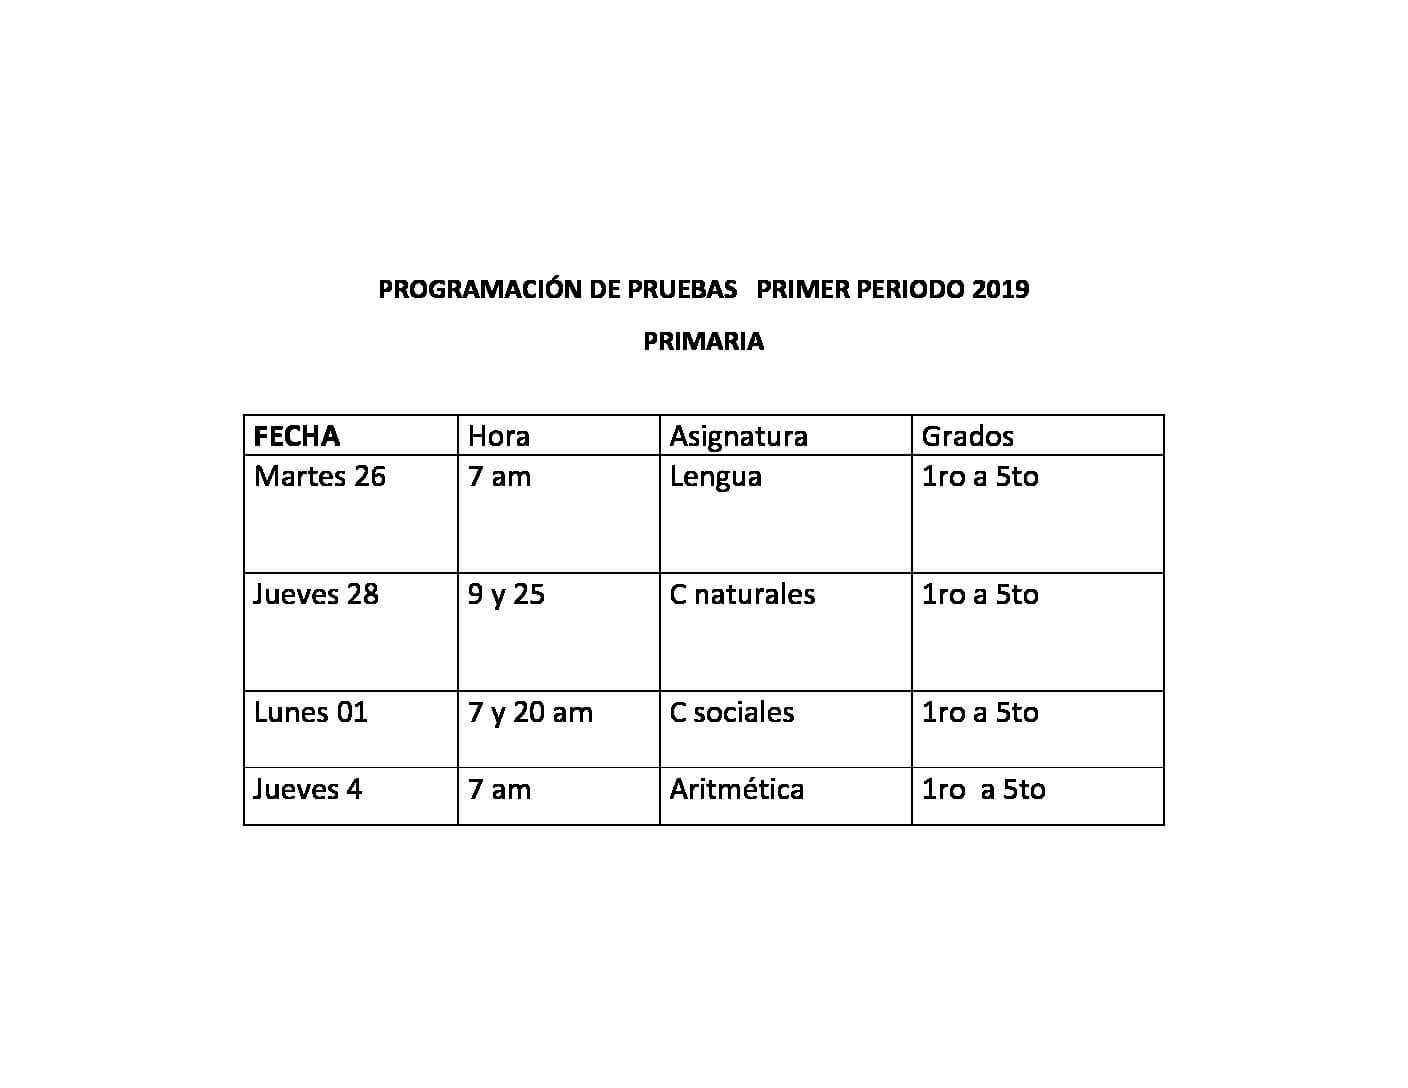 PROGRAMACIÓN DE PRUEBAS   PRIMER PERIODO 2019
PRIMARIA
FECHA Hora Asignatura Grados
Martes 26 7 am Lengua 1ro a 5to
Jueves 28 9 y 25 C naturales 1ro a 5to
Lunes 01 7 y 20 am C sociales 1ro a 5to
Jueves 4 7 am Aritmética 1ro  a 5to